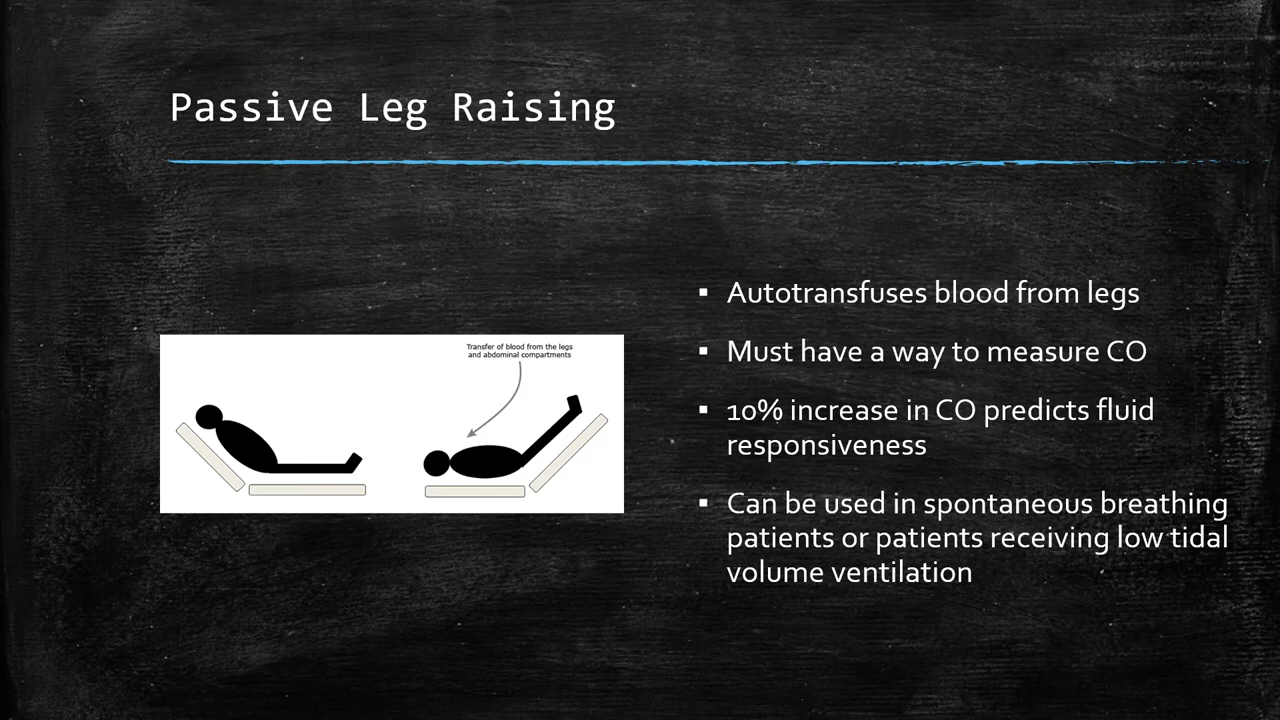 Passive Leg Raising
Transfer of blood from the legs
and abdominal compartments
▪ Autotransfuses blood from legs
▪ Must have a way to measure CO
▪ 10% increase in CO predicts fluid
responsiveness
▪ Can be used in spontaneous breathing
patients or patients receiving low tidal
volume ventilation